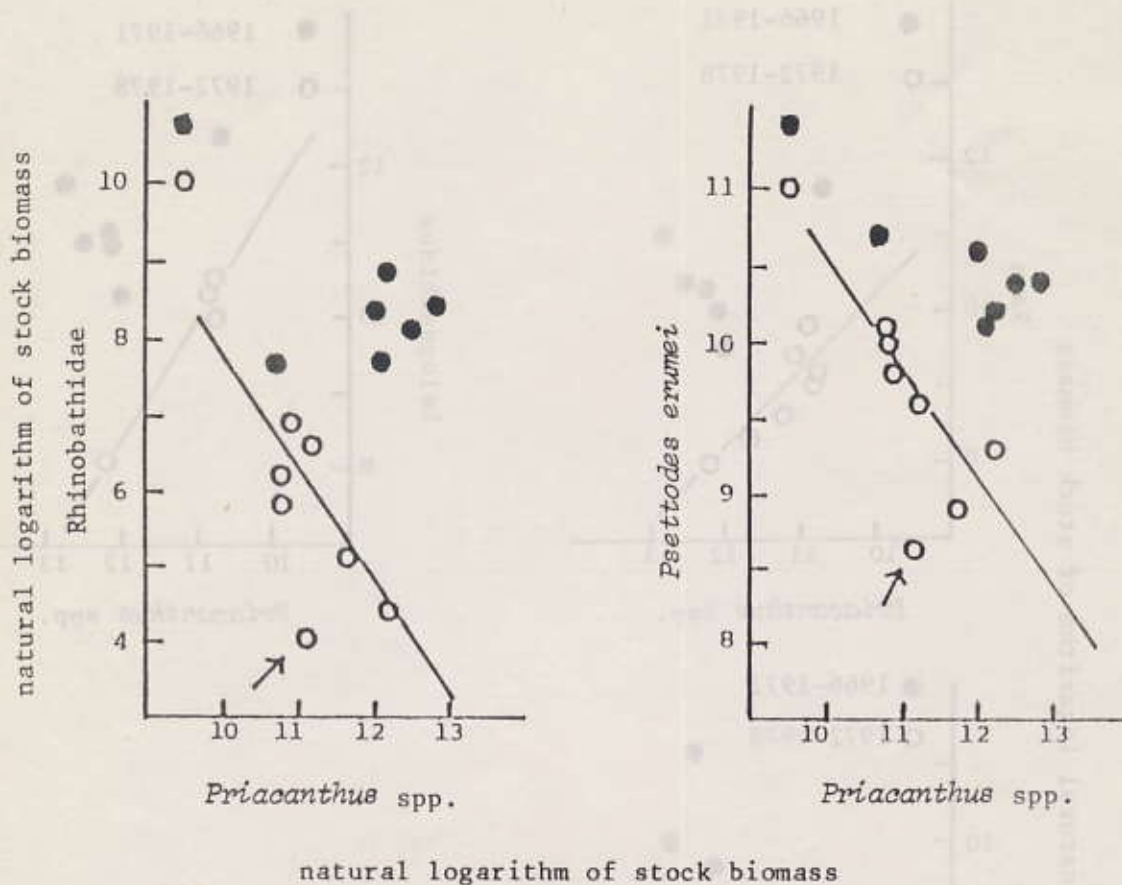 natural logarithm of stock biomass
Rhinobathidae
10
8
6
4
10 11 12 13
Priacanthus spp.
Psettodes erumei
11
10
9
8
10 11 12 13
Priacanthus spp.
natural logarithm of stock biomass